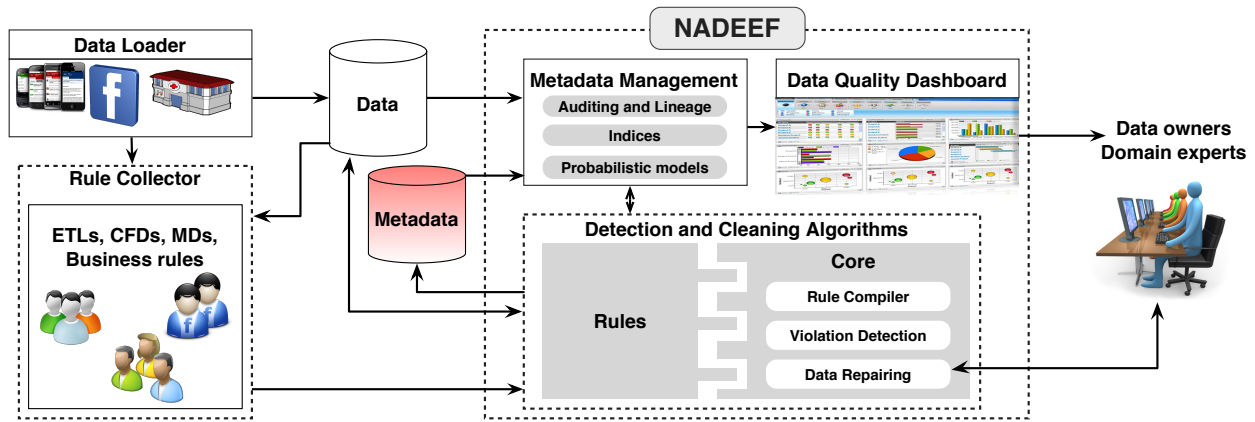 NADEEF
Data Loader
f
Data
Metadata Management
Auditing and Lineage
Indices
Probabilistic models
Data Quality Dashboard
Data owners
Domain experts
Rule Collector
ETLs, CFDs, MDs,
Business rules
f
f
Metadata
Detection and Cleaning Algorithms
Rules
Core
Rule Compiler
Violation Detection
Data Repairing